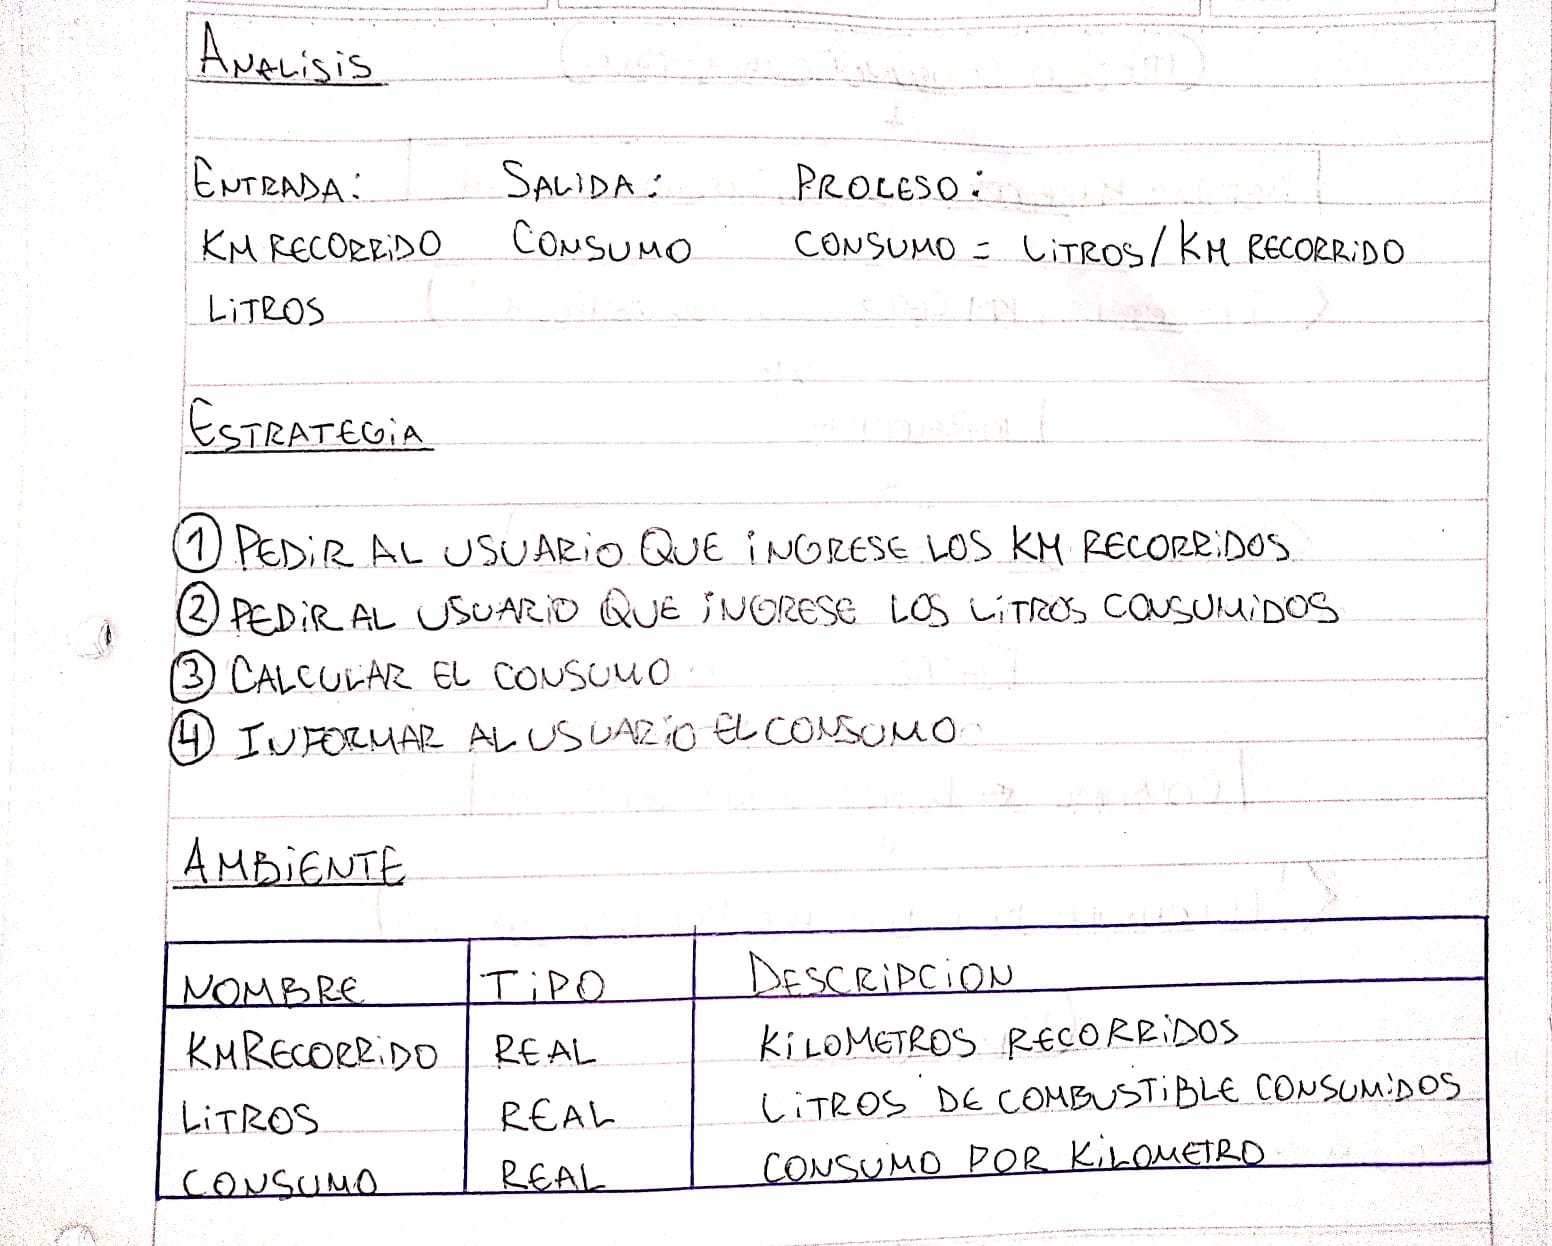 ANALiSiS
ENTRADA: SALIDA: PROCESO:
KM RECORRiDO CONSUMO CONSUMO = LiTROS / KM RECORRiDO
LiTROS
ESTRATEGiA
1 PEDiR AL USUARiO QUE iNGRESE LOS KM RECORRiDOS
2 PEDiR AL USUARiO QUE iNGRESE LOS LiTROS CONSUMiDOS
3 CALCULAR EL CONSUMO
4 INFORMAR AL USUARiO EL CONSUMO
AMBiENTE
NOMBRE TiPO DESCRiPCiON
KMRECORRiDO REAL KiLOMETROS RECORRiDOS
LiTROS REAL LiTROS DE COMBUSTiBLE CONSUMiDOS
CONSUMO REAL CONSUMO POR KiLOMETRO